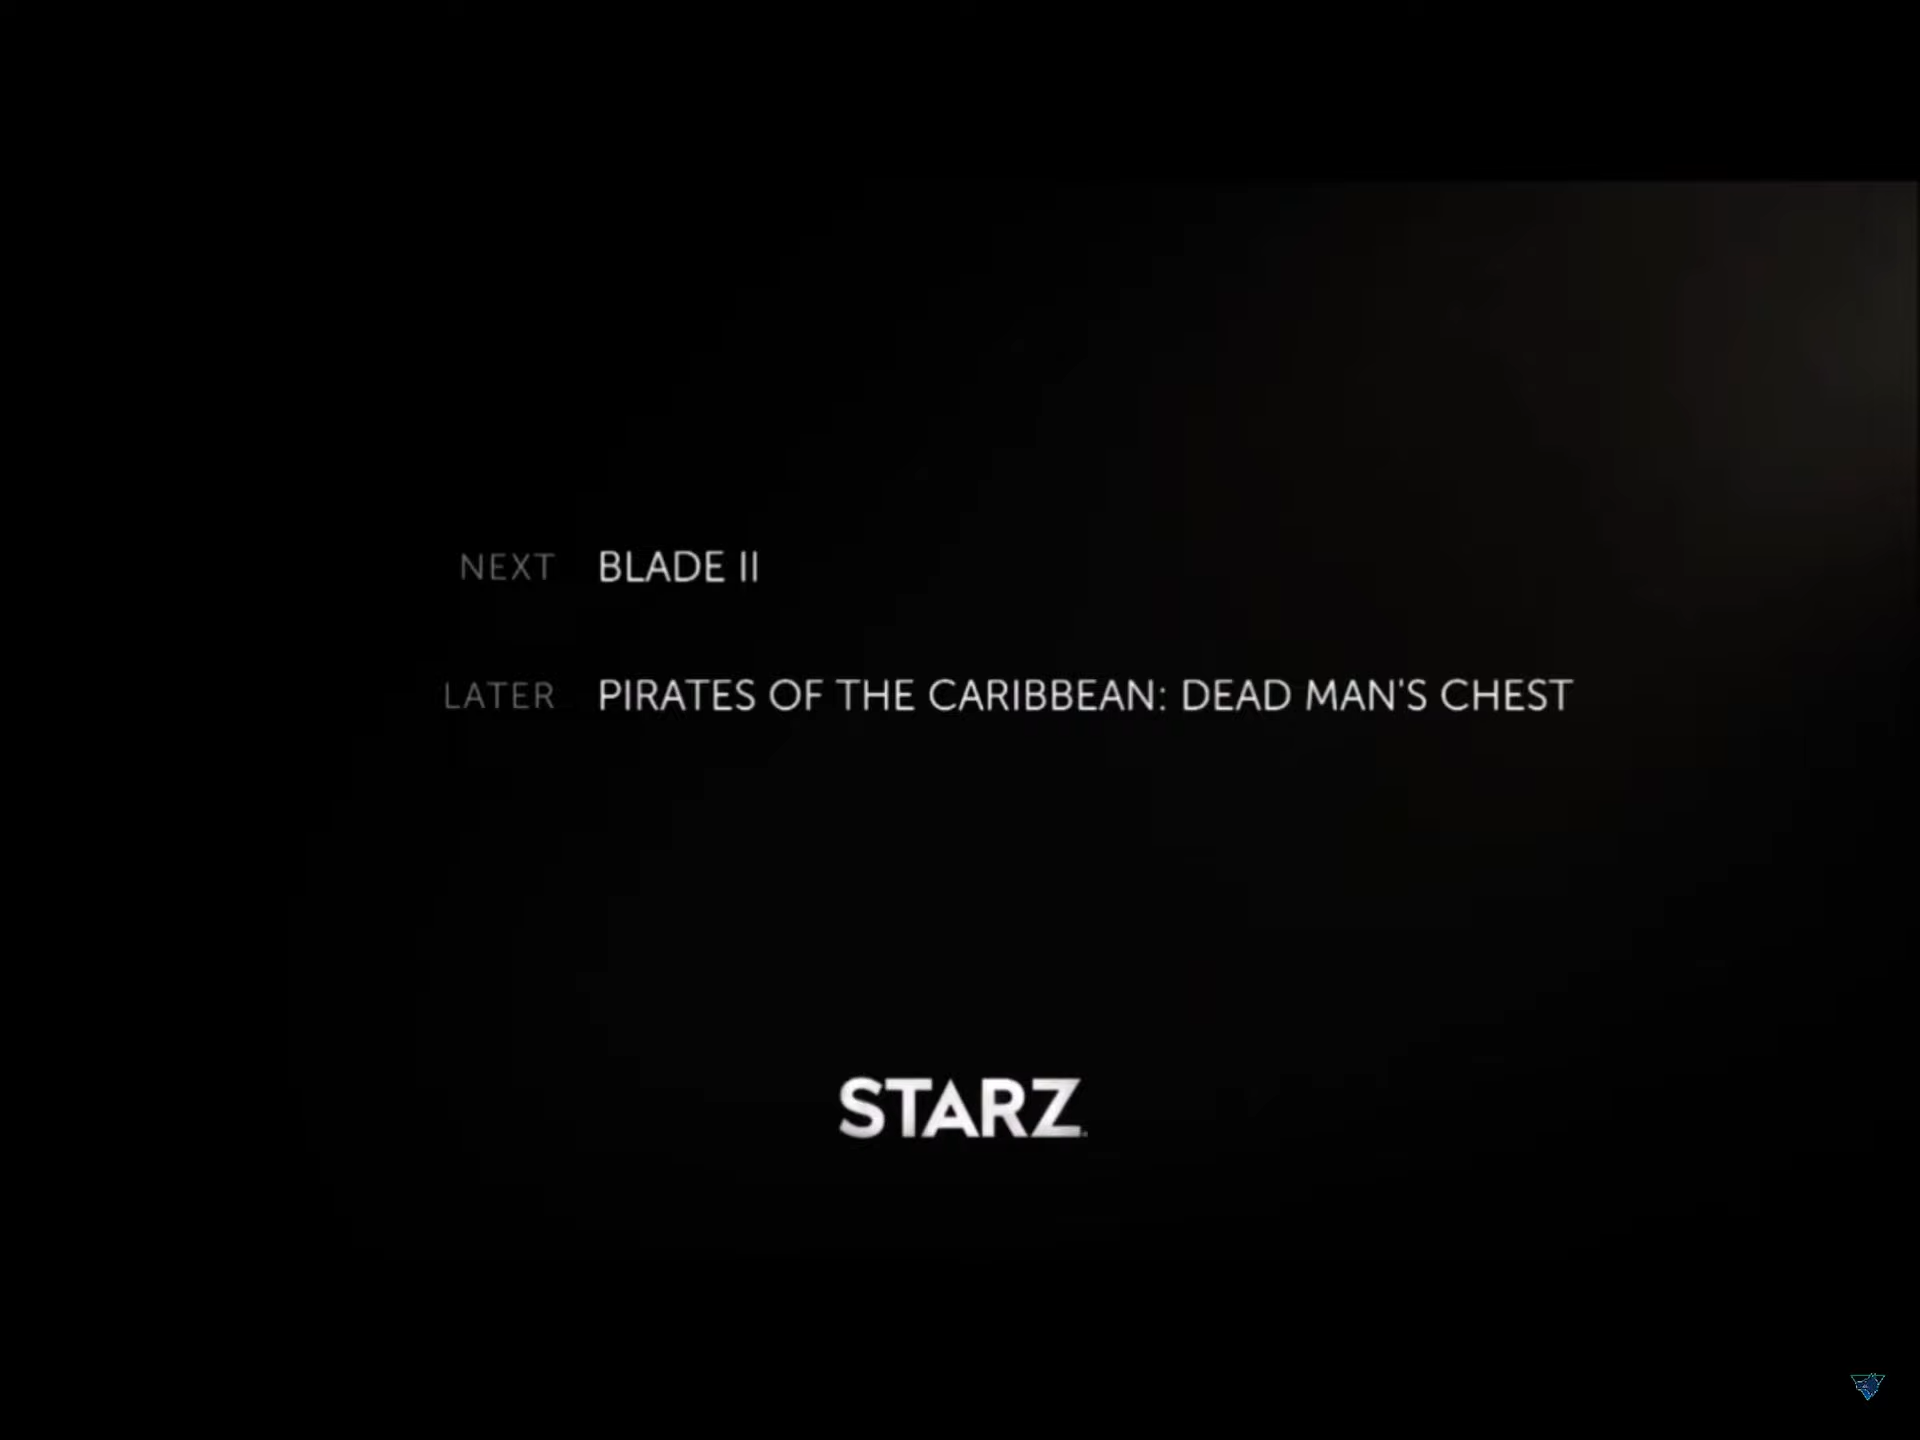 NEXT BLADE II
LATER PIRATES OF THE CARIBBEAN: DEAD MAN'S CHEST
STARZ